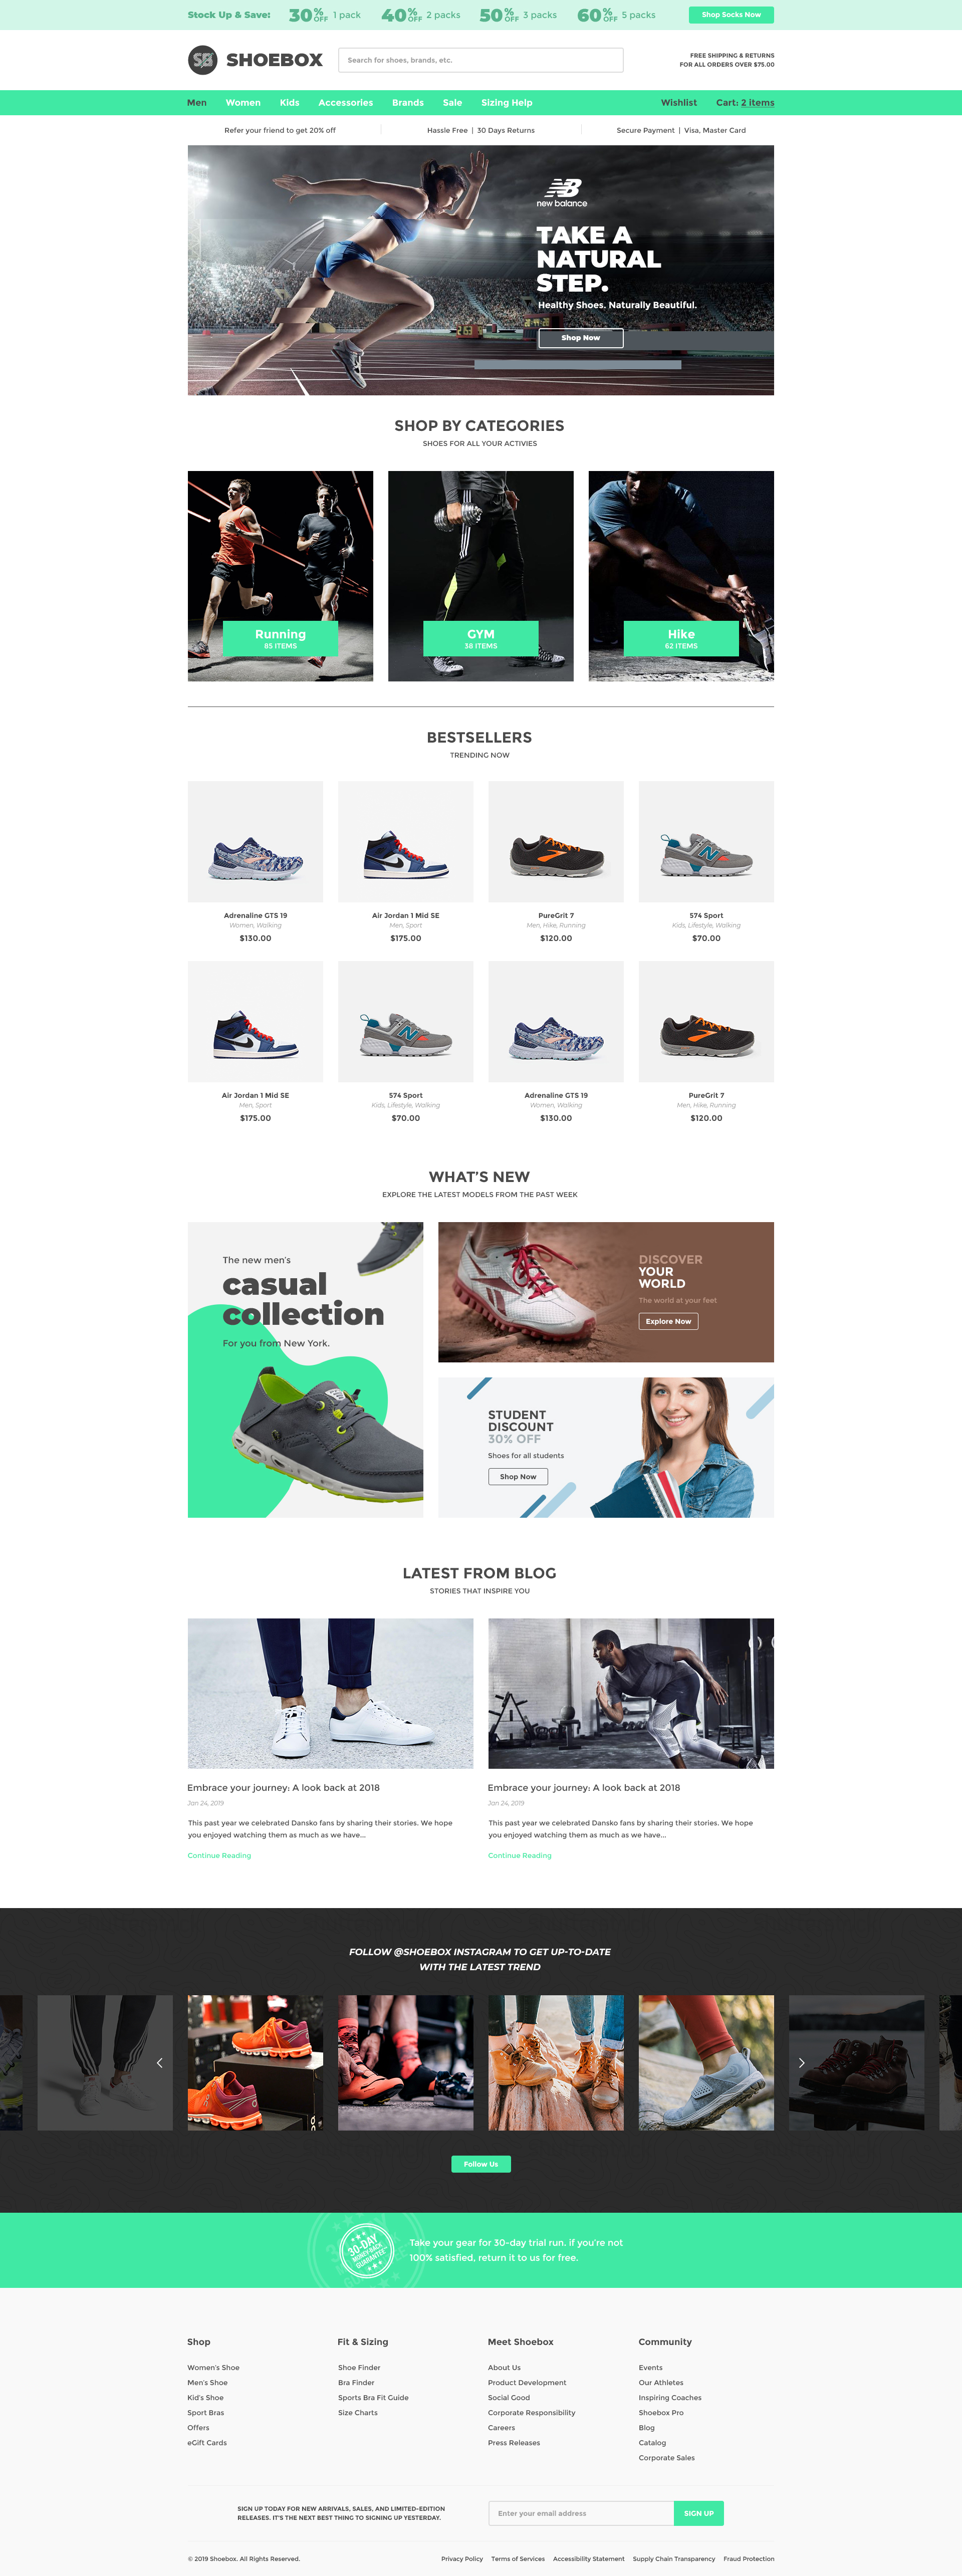 Stock Up & Save: 30% OFF 1 pack 40% OFF 2 packs 50% OFF 3 packs 60% OFF 5 packs Shop Socks Now
SB SHOEBOX
Search for shoes, brands, etc.
FREE SHIPPING & RETURNS
FOR ALL ORDERS OVER $75.00
Men Women Kids Accessories Brands Sale Sizing Help Wishlist Cart: 2 items
Refer your friend to get 20% off Hassle Free | 30 Days Returns Secure Payment | Visa, Master Card
new balance
TAKE A
NATURAL
STEP.
Healthy Shoes. Naturally Beautiful.
Shop Now
SHOP BY CATEGORIES
SHOES FOR ALL YOUR ACTIVIES
Running
85 ITEMS
GYM
38 ITEMS
Hike
62 ITEMS
BESTSELLERS
TRENDING NOW
Adrenaline GTS 19
Women, Walking
$130.00
Air Jordan 1 Mid SE
Men, Sport
$175.00
PureGrit 7
Men, Hike, Running
$120.00
574 Sport
Kids, Lifestyle, Walking
$70.00
Air Jordan 1 Mid SE
Men, Sport
$175.00
574 Sport
Kids, Lifestyle, Walking
$70.00
Adrenaline GTS 19
Women, Walking
$130.00
PureGrit 7
Men, Hike, Running
$120.00
WHAT'S NEW
EXPLORE THE LATEST MODELS FROM THE PAST WEEK
The new men's
casual
collection
For you from New York.
DISCOVER
YOUR
WORLD
The world at your feet
Explore Now
STUDENT
DISCOUNT
30% OFF
Shoes for all students
Shop Now
LATEST FROM BLOG
STORIES THAT INSPIRE YOU
Embrace your journey: A look back at 2018
Jan 24, 2019
This past year we celebrated Dansko fans by sharing their stories. We hope
you enjoyed watching them as much as we have...
Continue Reading
Embrace your journey: A look back at 2018
Jan 24, 2019
This past year we celebrated Dansko fans by sharing their stories. We hope
you enjoyed watching them as much as we have...
Continue Reading
FOLLOW @SHOEBOX INSTAGRAM TO GET UP-TO-DATE
WITH THE LATEST TREND
Follow Us
30-DAY
MONEY BACK
GUARANTEE
Take your gear for 30-day trial run. if you're not
100% satisfied, return it to us for free.
Shop
Women's Shoe
Men's Shoe
Kid's Shoe
Sport Bras
Offers
eGift Cards
Fit & Sizing
Shoe Finder
Bra Finder
Sports Bra Fit Guide
Size Charts
Meet Shoebox
About Us
Product Development
Social Good
Corporate Responsibility
Careers
Press Releases
Community
Events
Our Athletes
Inspiring Coaches
Shoebox Pro
Blog
Catalog
Corporate Sales
SIGN UP TODAY FOR NEW ARRIVALS, SALES, AND LIMITED-EDITION
RELEASES. IT'S THE NEXT BEST THING TO SIGNING UP YESTERDAY.
Enter your email address
SIGN UP
© 2019 Shoebox. All Rights Reserved.
Privacy Policy Terms of Services Accessibility Statement Supply Chain Transparency Fraud Protection